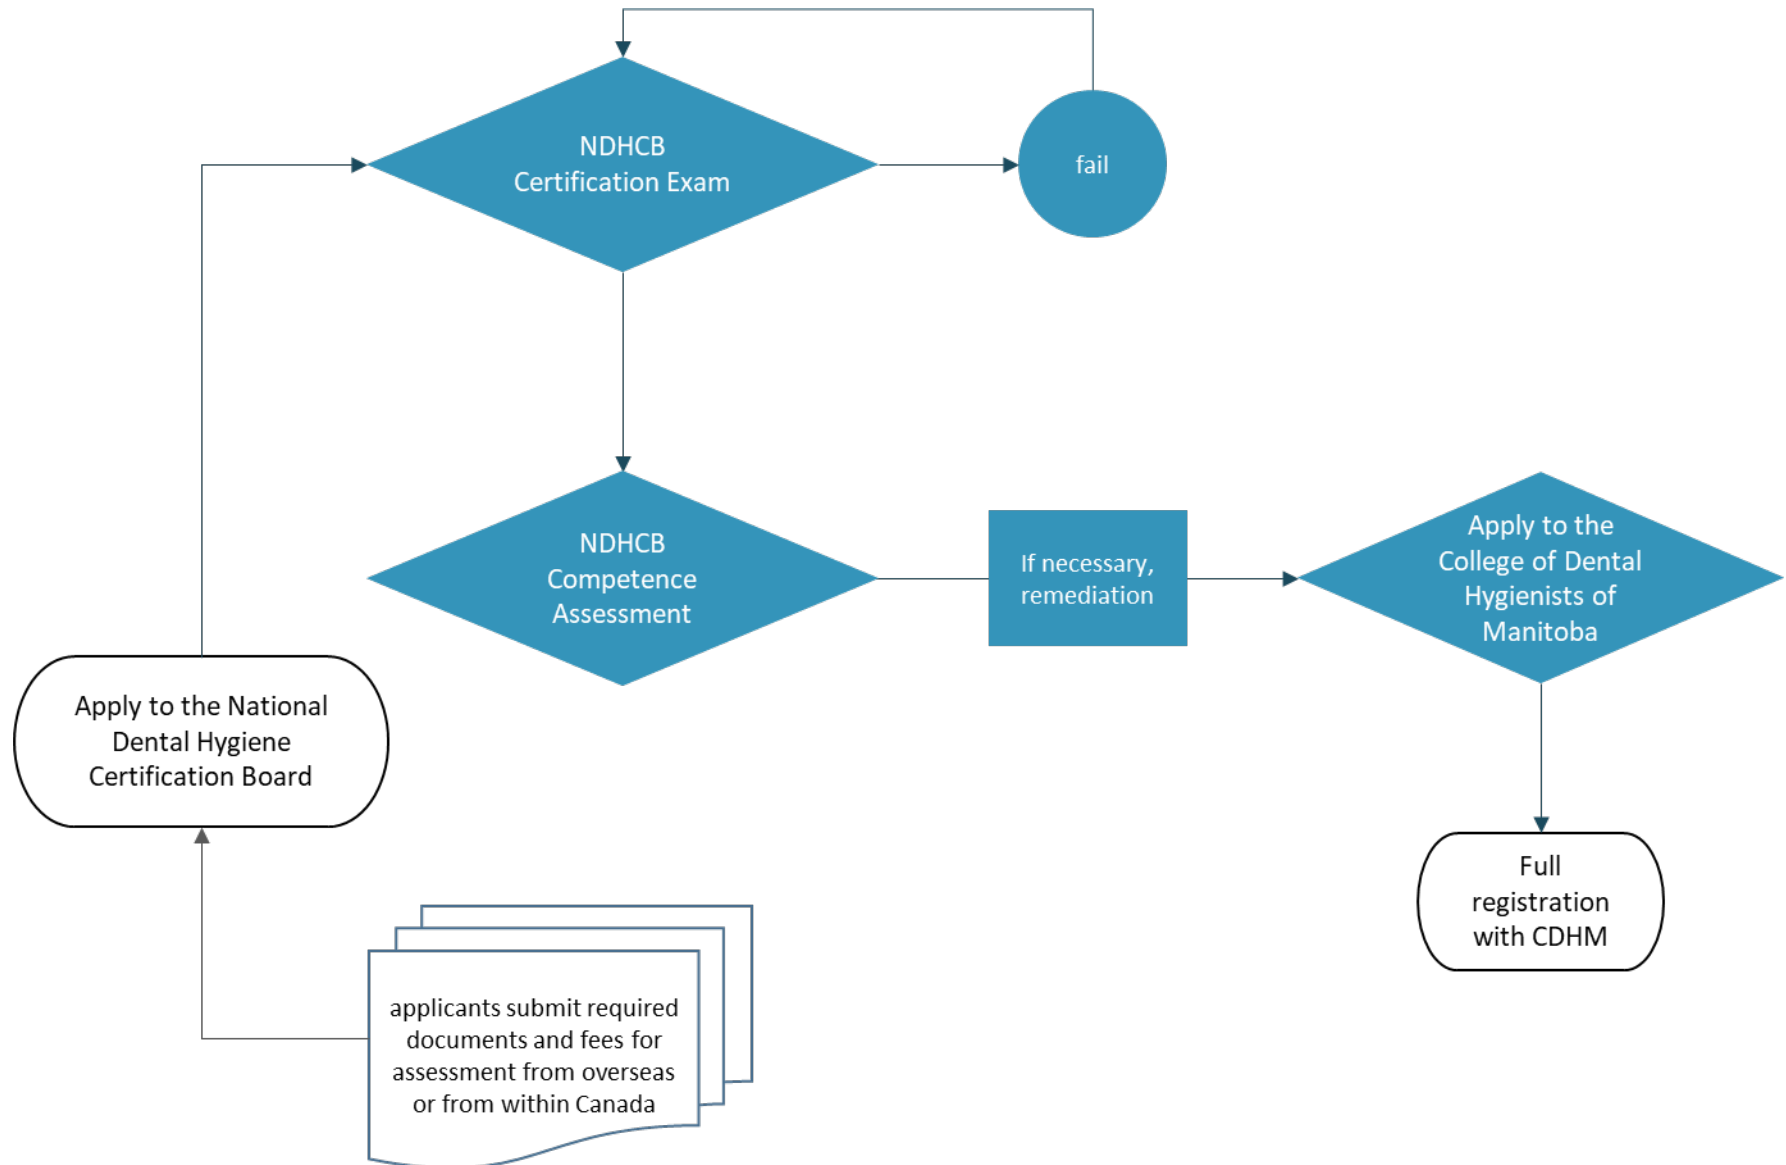 NDHCB
Certification Exam
fail
NDHCB
Competence
Assessment
If necessary,
remediation
Apply to the
College of Dental
Hygienists of
Manitoba
Apply to the National
Dental Hygiene
Certification Board
Full
registration
with CDHM
applicants submit required
documents and fees for
assessment from overseas
or from within Canada